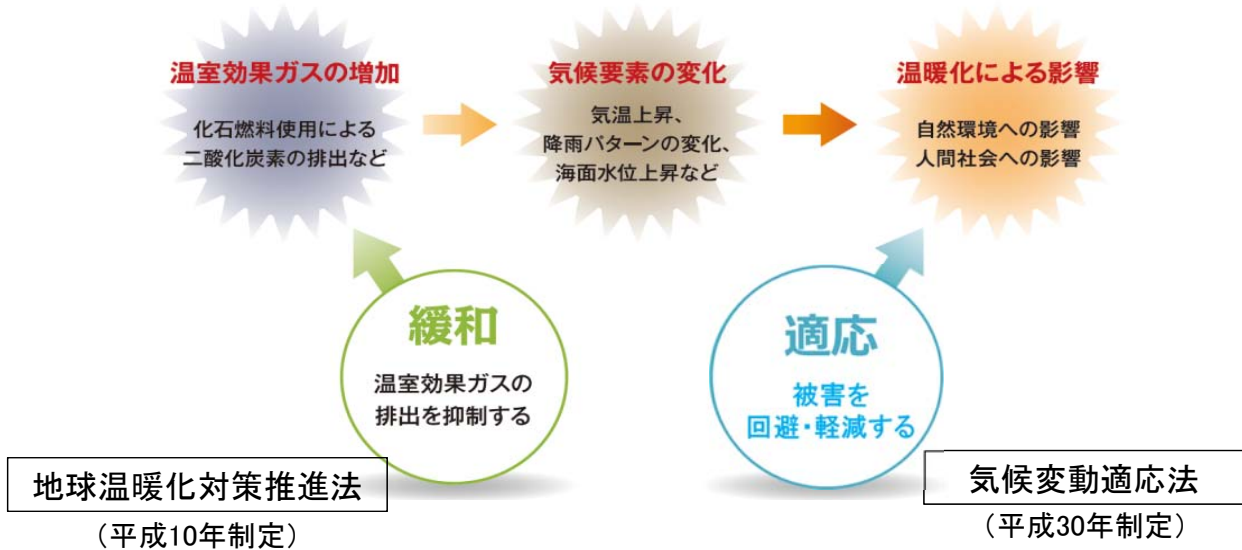 温室効果ガスの増加
化石燃料使用による
二酸化炭素の排出など
気候要素の変化
気温上昇、
降雨パターンの変化、
海面水位上昇など
温暖化による影響
自然環境への影響
人間社会への影響
緩和
温室効果ガスの
排出を抑制する
適応
被害を
回避・軽減する
地球温暖化対策推進法
（平成10年制定）
気候変動適応法
（平成30年制定）